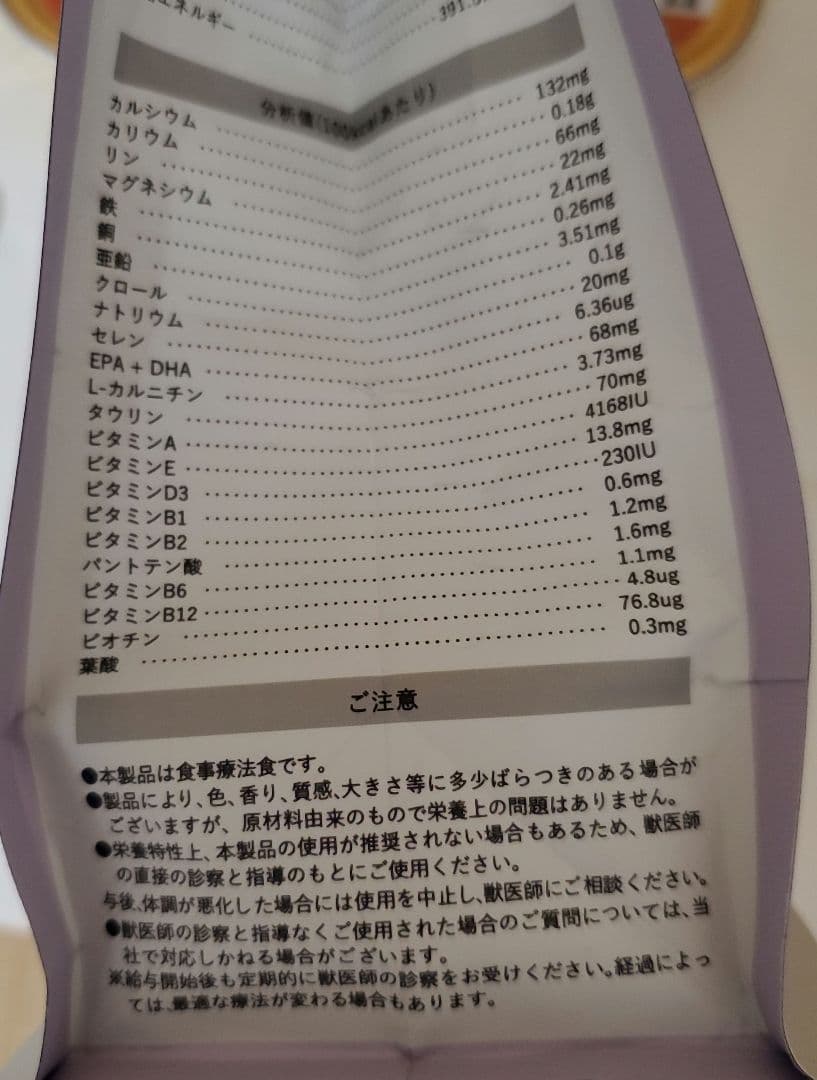 エネルギー ........ 391.
分析値(100kcalあたり)
カルシウム ........ 132mg
カリウム ........ 0.18g
リン ........ 66mg
マグネシウム ........ 22mg
鉄 ........ 2.41mg
銅 ........ 0.26mg
亜鉛 ........ 3.51mg
クロール ........ 0.1g
ナトリウム ........ 20mg
セレン ........ 6.36ug
EPA + DHA ........ 68mg
L-カルニチン ........ 3.73mg
タウリン ........ 70mg
ビタミンA ........ 4168IU
ビタミンE ........ 13.8mg
ビタミンD3 ........ 230IU
ビタミンB1 ........ 0.6mg
ビタミンB2 ........ 1.2mg
パントテン酸 ........ 1.6mg
ビタミンB6 ........ 1.1mg
ビタミンB12 ........ 4.8ug
ビオチン ........ 76.8ug
葉酸 ........ 0.3mg
ご注意
●本製品は食事療法食です。
●製品により、色、香り、質感、大きさ等に多少ばらつきのある場合が
ございますが、原材料由来のもので栄養上の問題はありません。
●栄養特性上、本製品の使用が推奨されない場合もあるため、獣医師
の直接の診察と指導のもとにご使用ください。
与後、体調が悪化した場合には使用を中止し、獣医師にご相談ください。
●獣医師の診察と指導なくご使用された場合のご質問については、当
社で対応しかねる場合がございます。
※給与開始後も定期的に獣医師の診察をお受けください。経過によっ
ては、最適な療法が変わる場合もあります。